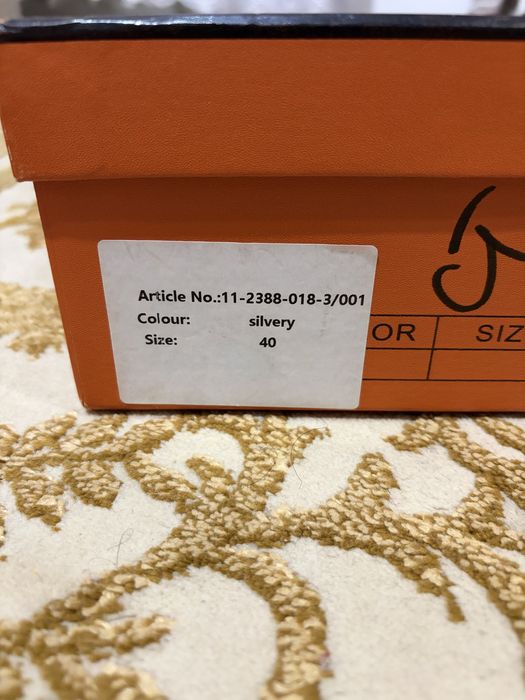 Article No.:11-2388-018-3/001
Colour: silvery
Size: 40
OR SIZ